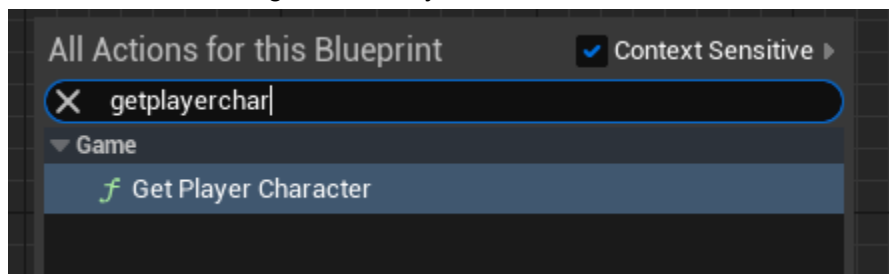 All Actions for this Blueprint Context Sensitive
getplayerchar
Game
f Get Player Character